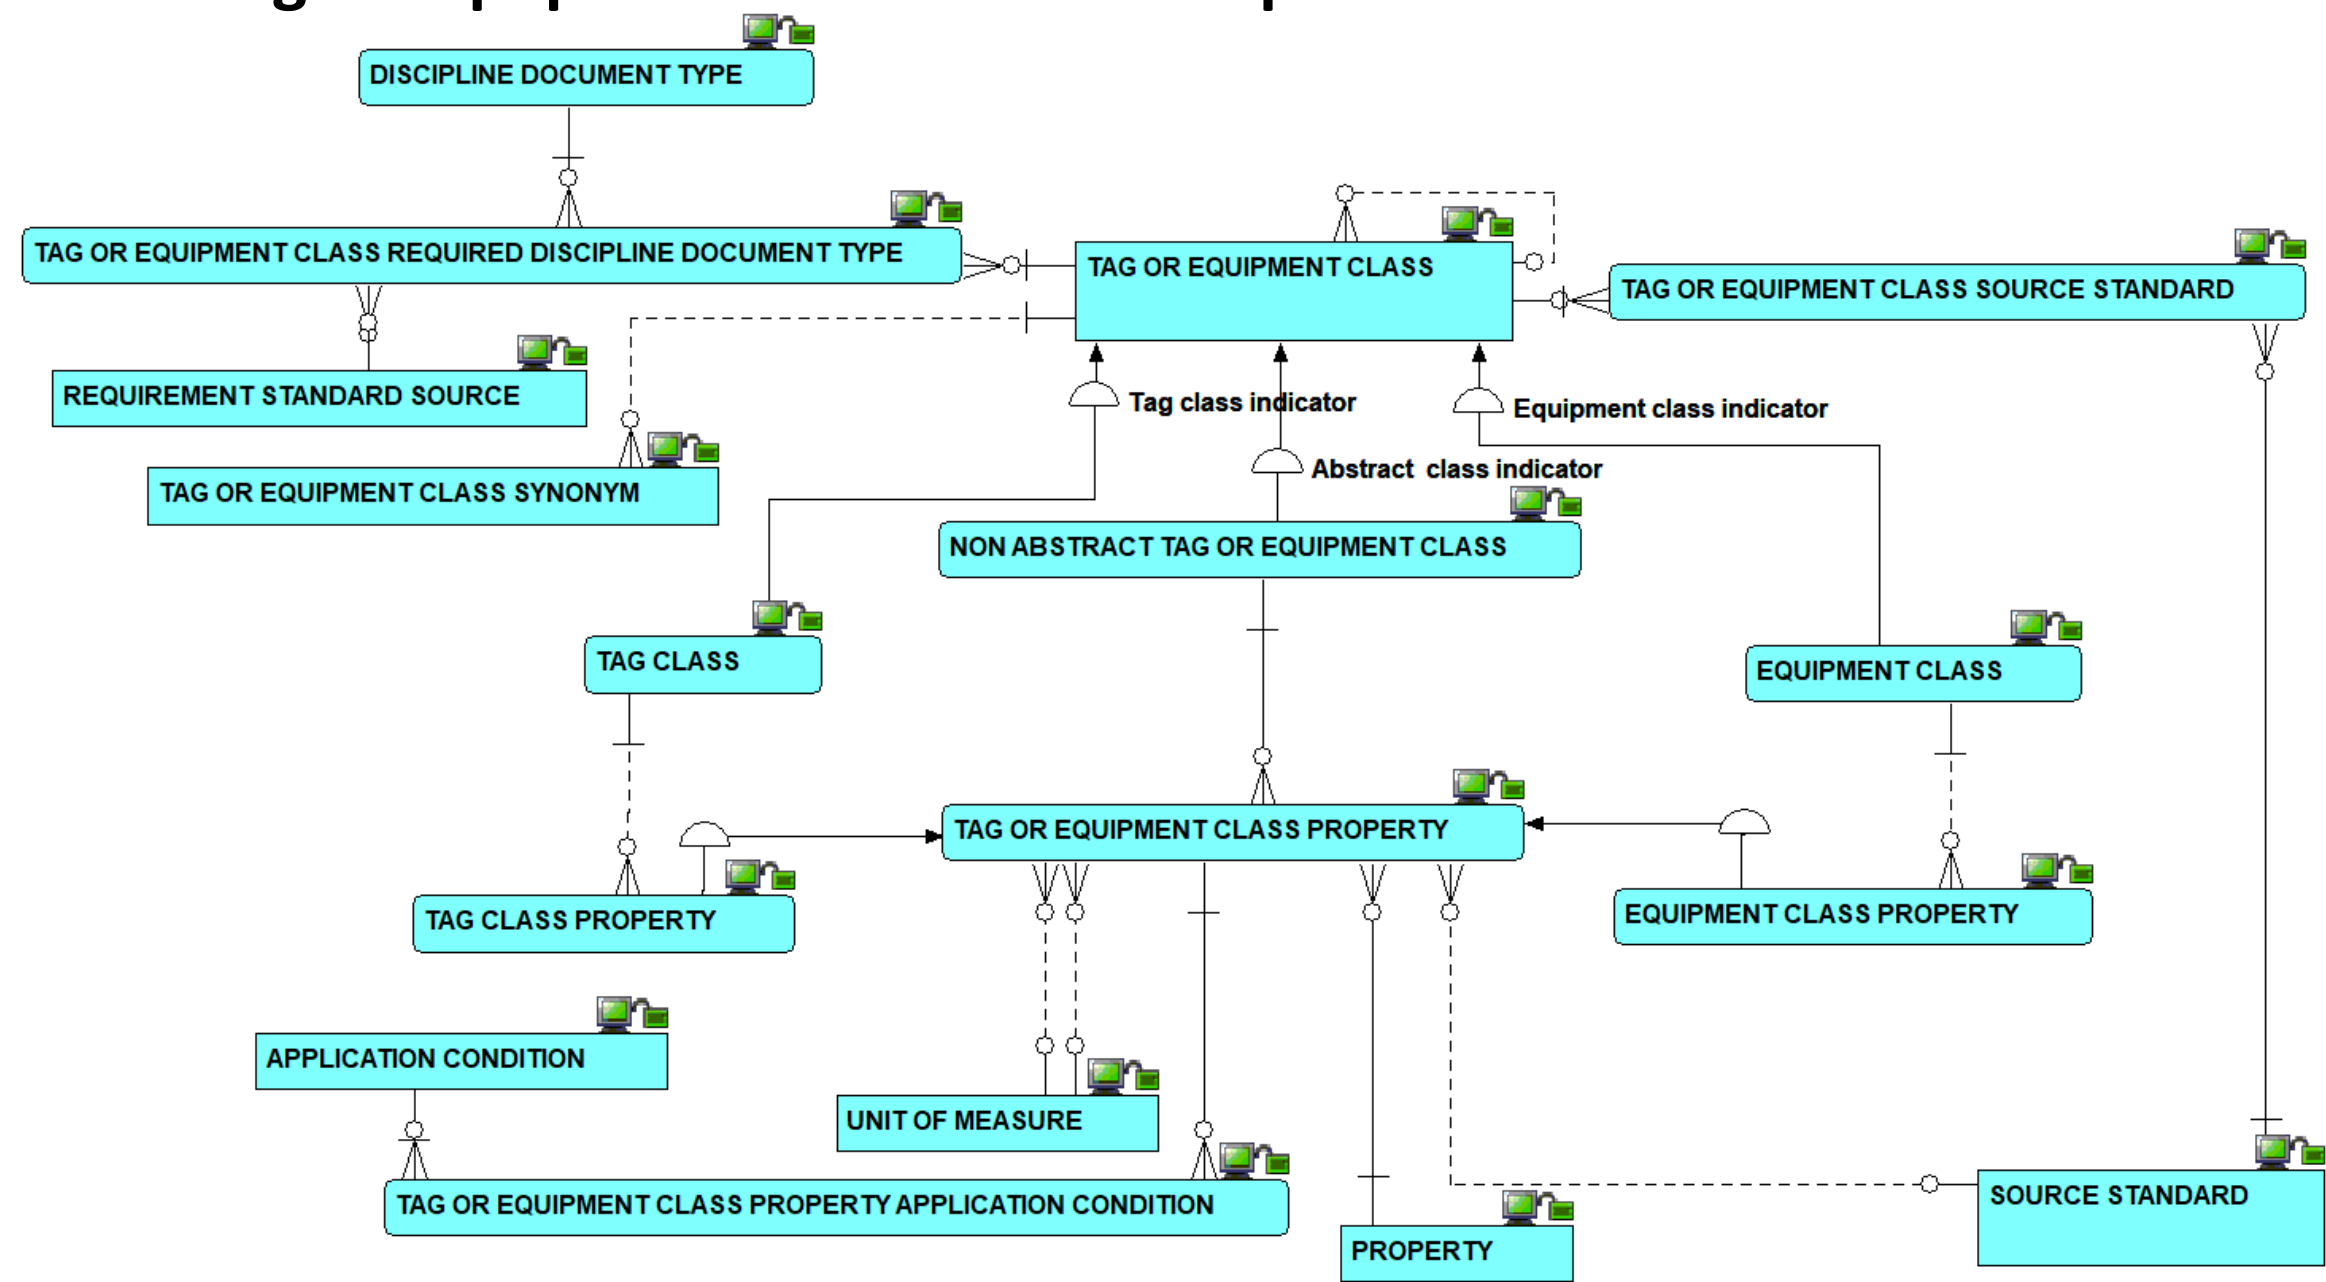 DISCIPLINE DOCUMENT TYPE
TAG OR EQUIPMENT CLASS REQUIRED DISCIPLINE DOCUMENT TYPE
TAG OR EQUIPMENT CLASS
TAG OR EQUIPMENT CLASS SOURCE STANDARD
REQUIREMENT STANDARD SOURCE
Tag class indicator
Equipment class indicator
Abstract class indicator
TAG OR EQUIPMENT CLASS SYNONYM
NON ABSTRACT TAG OR EQUIPMENT CLASS
TAG CLASS
EQUIPMENT CLASS
TAG OR EQUIPMENT CLASS PROPERTY
TAG CLASS PROPERTY
EQUIPMENT CLASS PROPERTY
APPLICATION CONDITION
UNIT OF MEASURE
TAG OR EQUIPMENT CLASS PROPERTY APPLICATION CONDITION
SOURCE STANDARD
PROPERTY